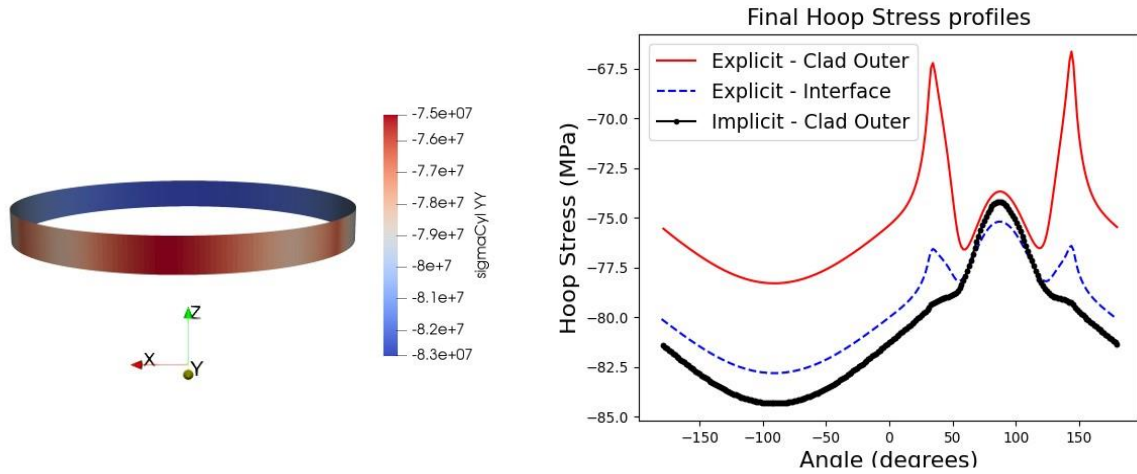 -7.5e+07
-7.6e+7
-7.7e+7
-7.8e+7
-7.9e+7
-8e+7
-8.1e+7
-8.2e+7
-8.3e+07
sigmaCyl YY
Z
X
Y
Final Hoop Stress profiles
Explicit - Clad Outer
Explicit - Interface
Implicit - Clad Outer
Hoop Stress (MPa)
−67.5
−70.0
−72.5
−75.0
−77.5
−80.0
−82.5
−85.0
−150 −100 −50 0 50 100 150
Angle (degrees)